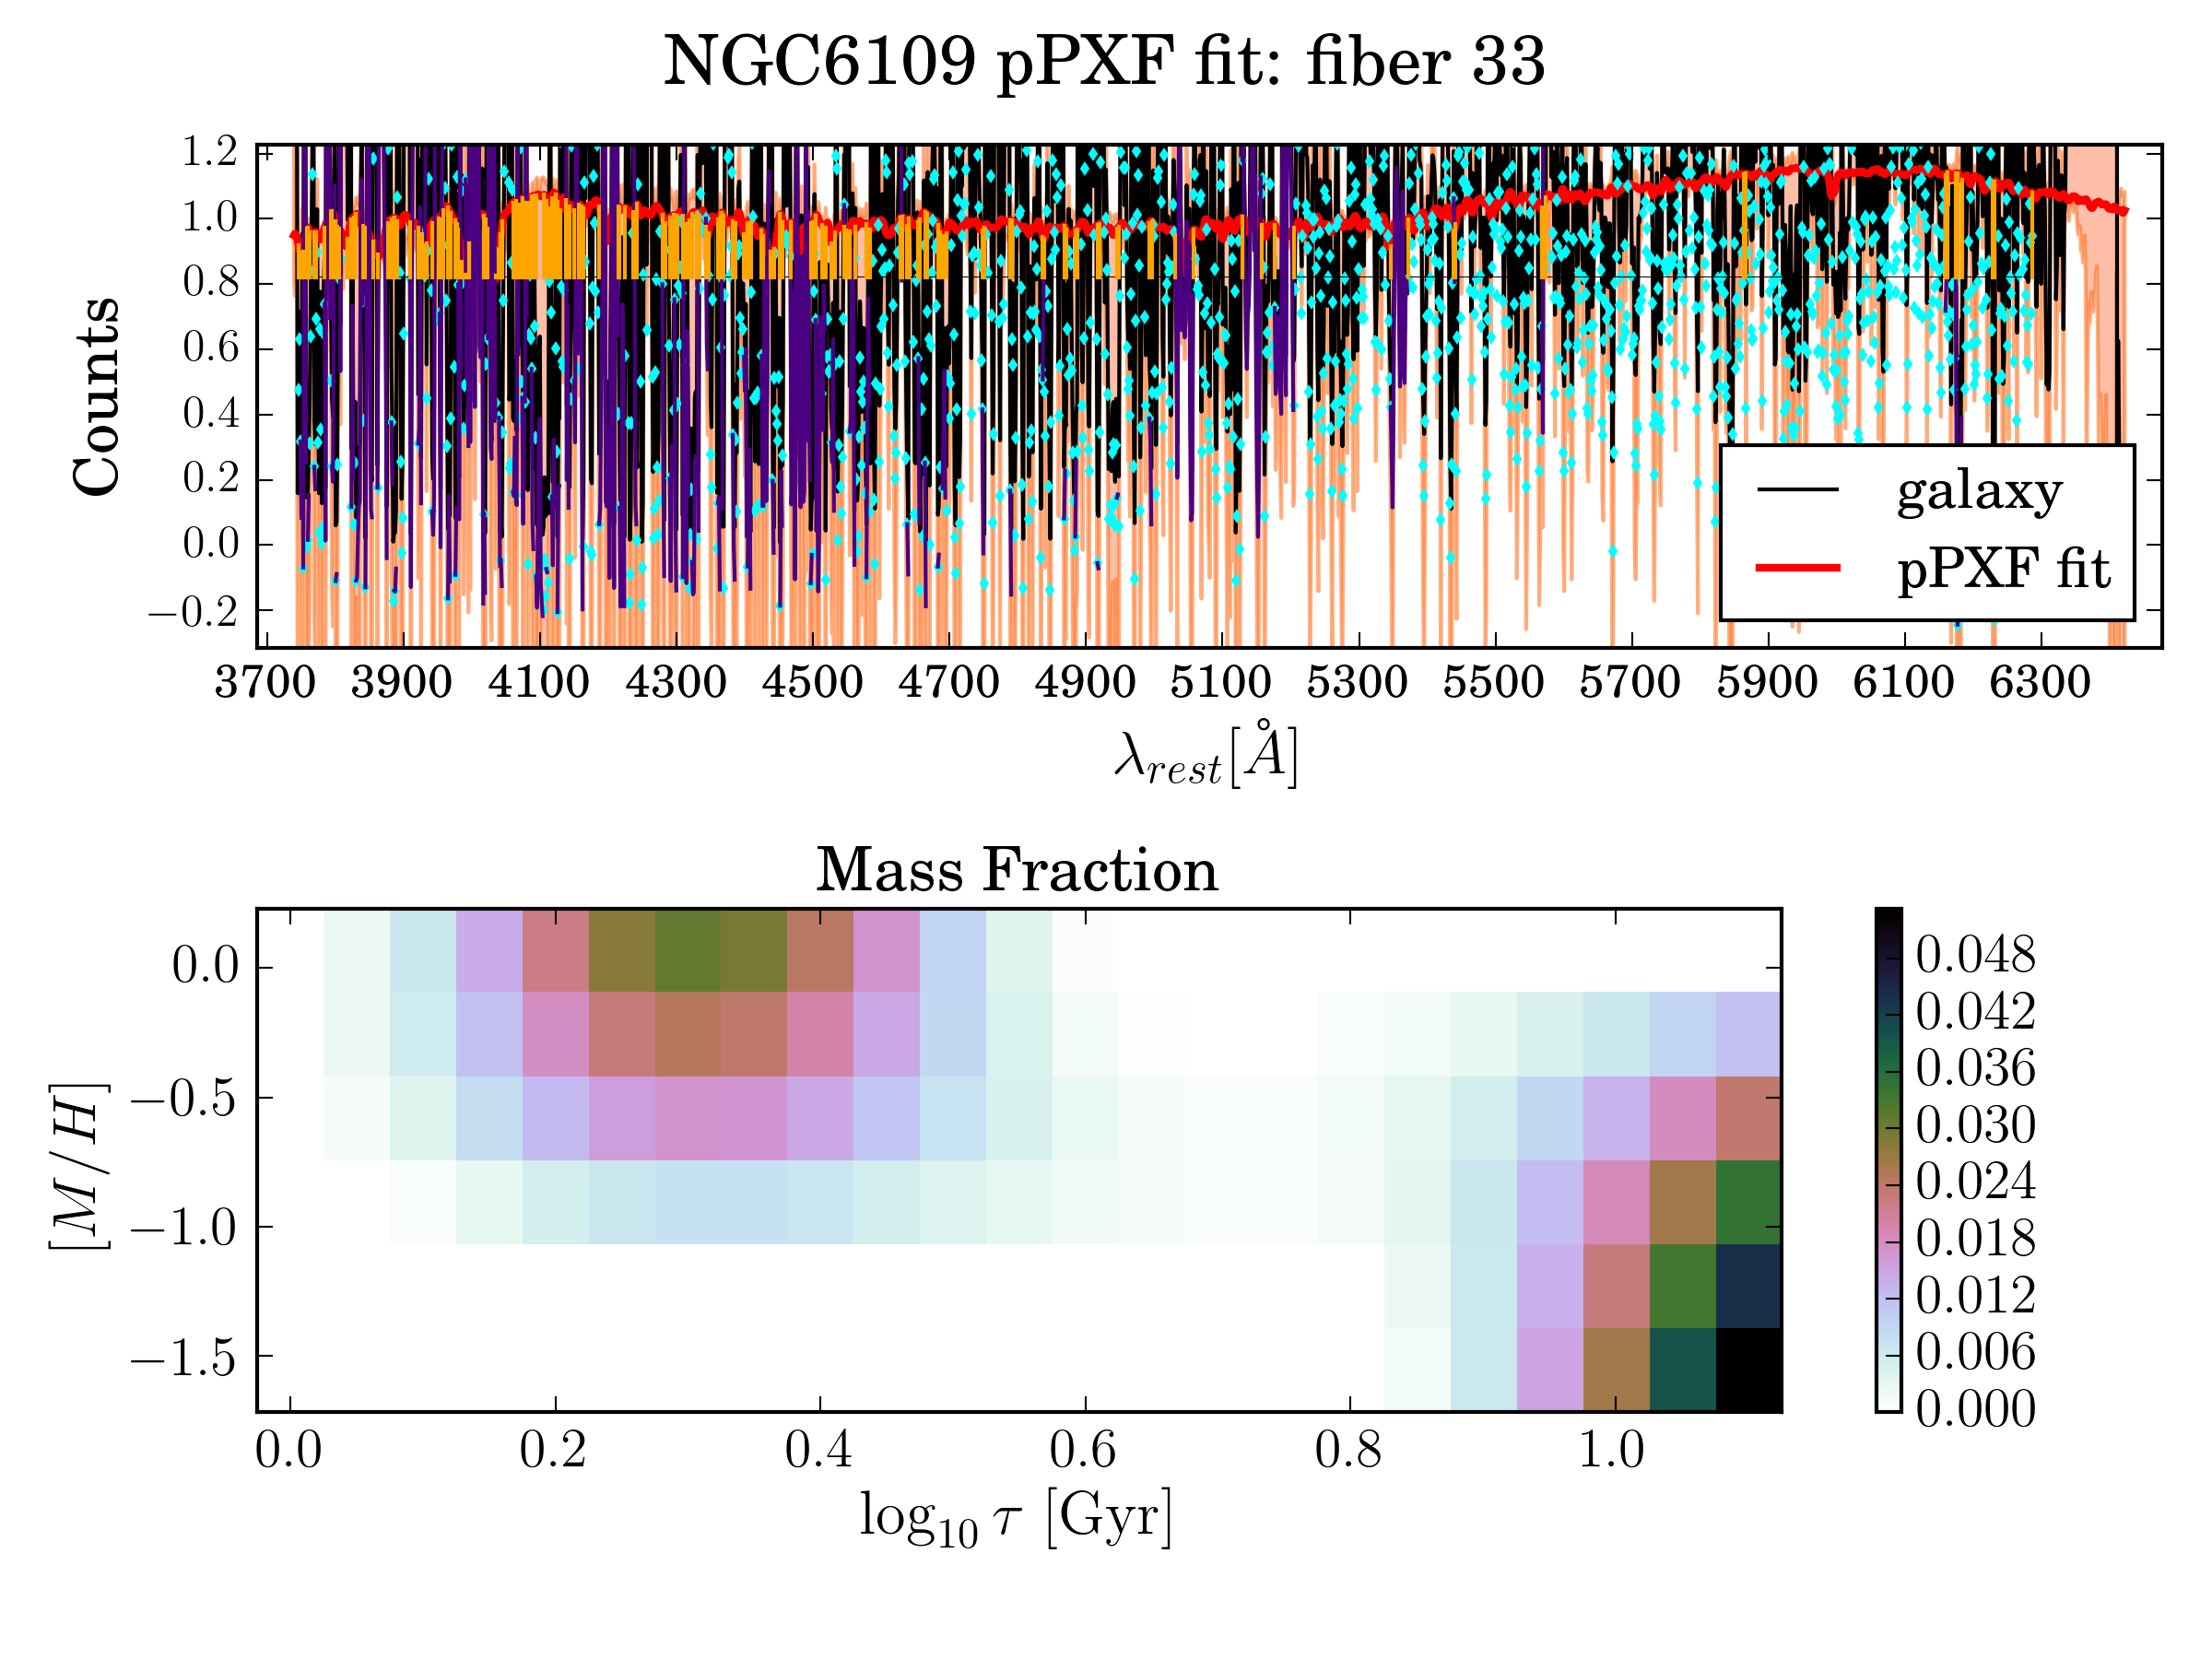 NGC6109 pPXF fit: fiber 33
1.2
1.0
0.8
0.6
0.4
0.2
0.0
−0.2
Counts
galaxy
pPXF fit
3700 3900 4100 4300 4500 4700 4900 5100 5300 5500 5700 5900 6100 6300
λrest[Å]
Mass Fraction
0.0
−0.5
−1.0
−1.5
[M/H]
0.0 0.2 0.4 0.6 0.8 1.0
log10 τ [Gyr]
0.048
0.042
0.036
0.030
0.024
0.018
0.012
0.006
0.000